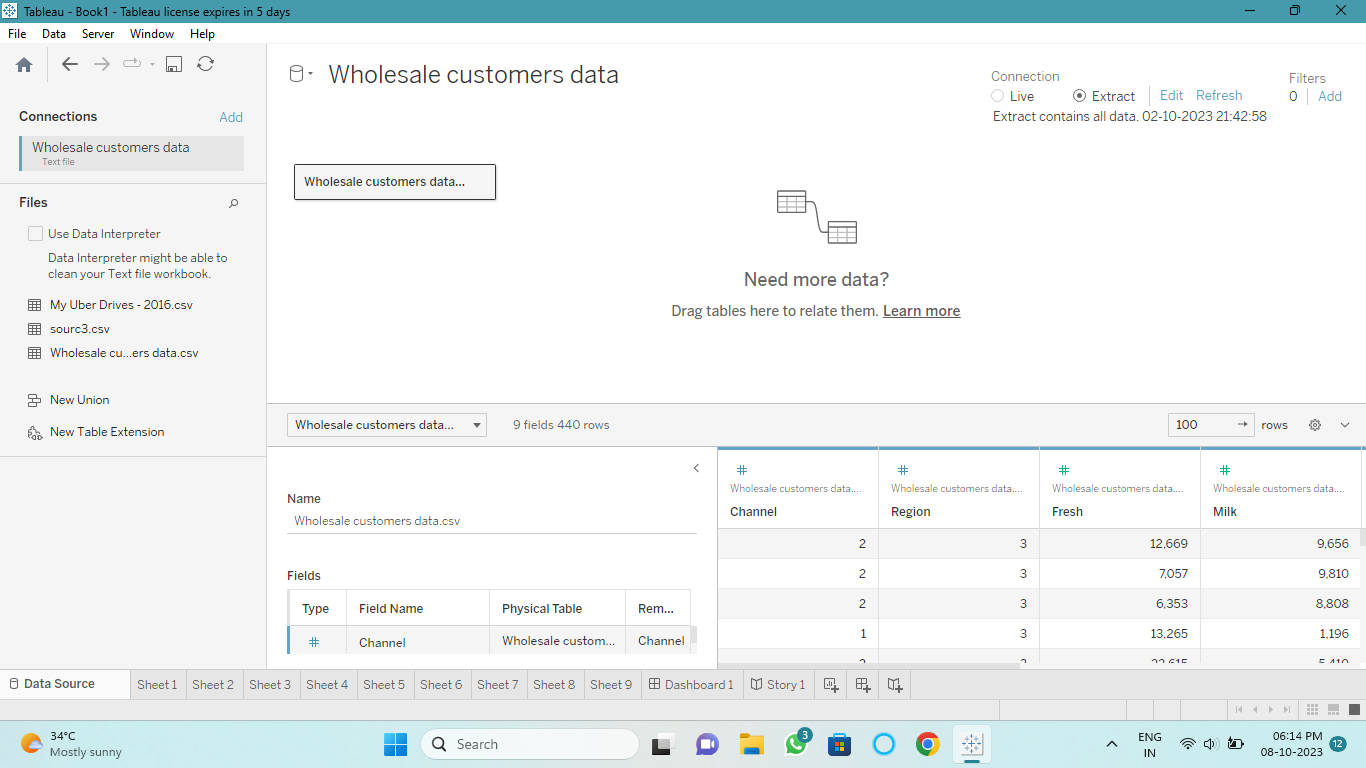 Tableau - Book1 - Tableau license expires in 5 days
File Data Server Window Help
Connections Add
Wholesale customers data
Text file
Files
Use Data Interpreter
Data Interpreter might be able to
clean your Text file workbook.
My Uber Drives - 2016.csv
sourc3.csv
Wholesale cu...ers data.csv
New Union
New Table Extension
Wholesale customers data
Connection
Live Extract Edit Refresh
Extract contains all data. 02-10-2023 21:42:58
Filters
0 Add
Wholesale customers data...
Need more data?
Drag tables here to relate them. Learn more
Wholesale customers data... 9 fields 440 rows 100 → rows
Name
Wholesale customers data.csv
Fields
Type Field Name Physical Table Rem...
# Channel Wholesale custom... Channel
# # # #
Wholesale customers data.... Wholesale customers data.... Wholesale customers data.... Wholesale customers data....
Channel Region Fresh Milk
2 3 12,669 9,656
2 3 7,057 9,810
2 3 6,353 8,808
1 3 13,265 1,196
2 3 22,615 5,410
Data Source Sheet 1 Sheet 2 Sheet 3 Sheet 4 Sheet 5 Sheet 6 Sheet 7 Sheet 8 Sheet 9 Dashboard 1 Story 1
34°C
Mostly sunny
Search
3
ENG
IN
06:14 PM
08-10-2023
12